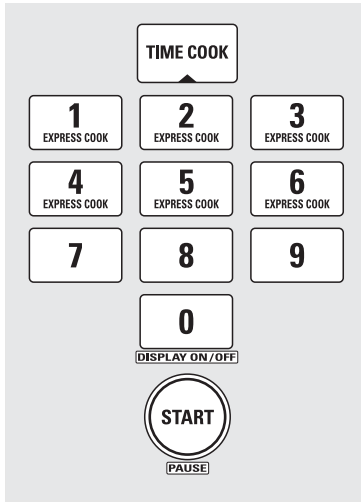 TIME COOK
1 2 3
EXPRESS COOK EXPRESS COOK EXPRESS COOK
4 5 6
EXPRESS COOK EXPRESS COOK EXPRESS COOK
7 8 9
0
DISPLAY ON/OFF
START
PAUSE